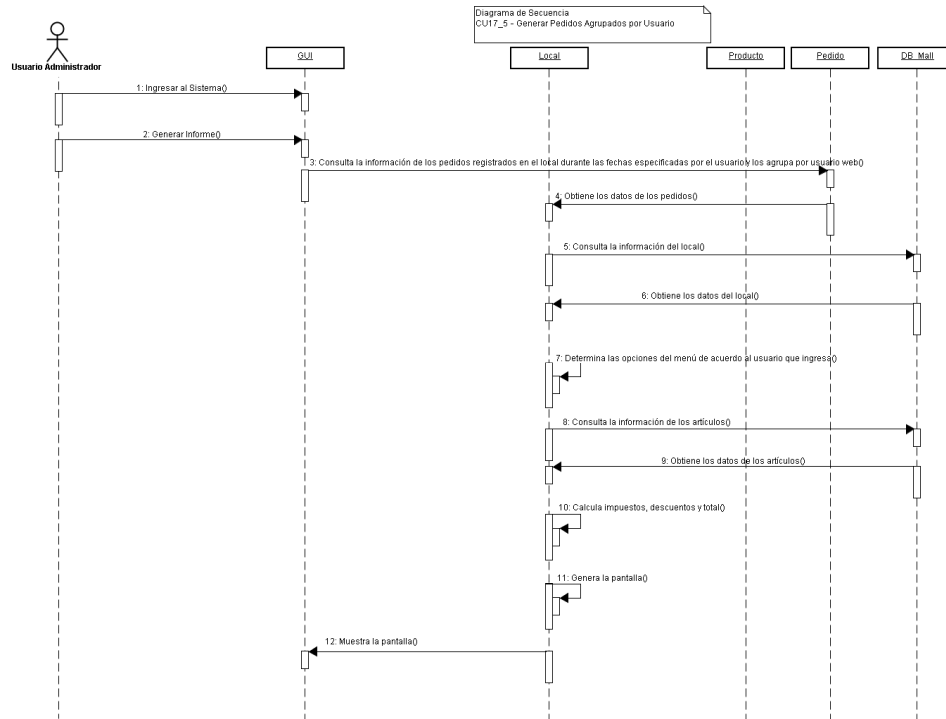 Diagrama de Secuencia
CU17_5 - Generar Pedidos Agrupados por Usuario
Usuario Administrador
GUI
Local
Producto
Pedido
DB_Mall
1: Ingresar al Sistema()
2: Generar Informe()
3: Consulta la información de los pedidos registrados en el local durante las fechas especificadas por el usuario y los agrupa por usuario web()
4: Obtiene los datos de los pedidos()
5: Consulta la información del local()
6: Obtiene los datos del local()
7: Determina las opciones del menú de acuerdo al usuario que ingresa()
8: Consulta la información de los artículos()
9: Obtiene los datos de los artículos()
10: Calcula impuestos, descuentos y total()
11: Genera la pantalla()
12: Muestra la pantalla()